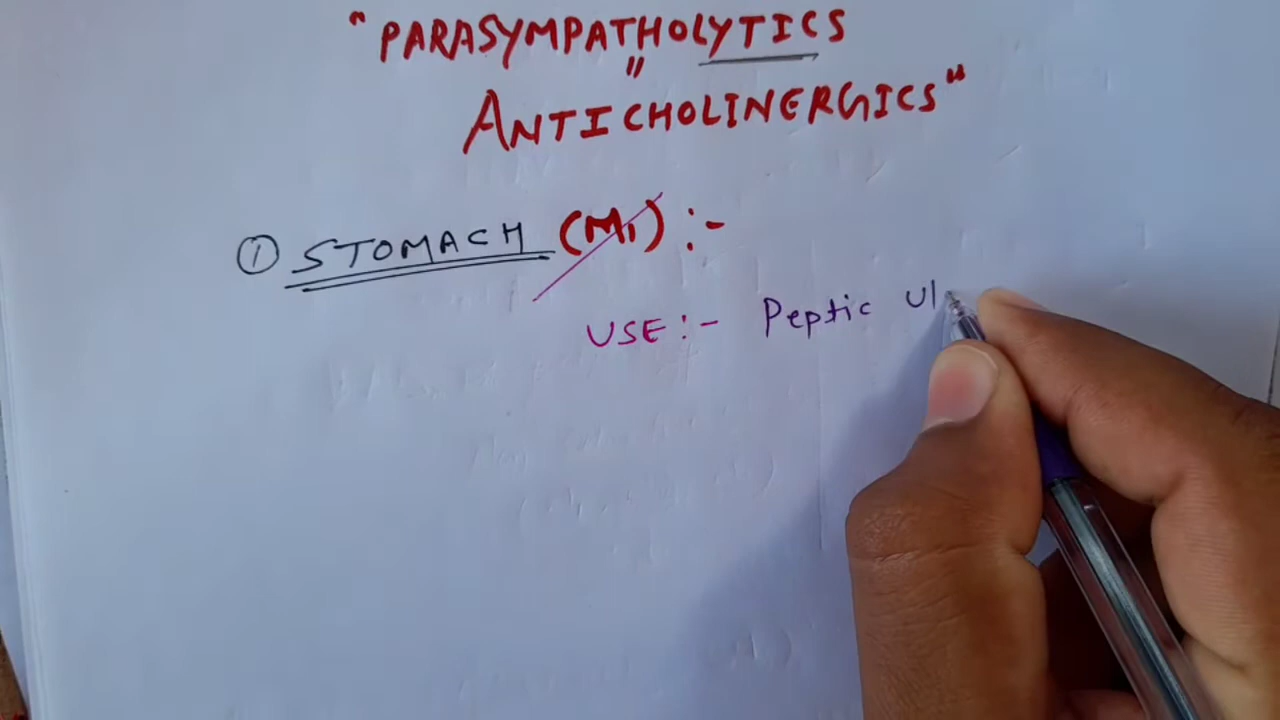 "PARASYMPATHOLYTICS
"
ANTICHOLINERGICS"
① STOMACH (M1) :-
USE :- Peptic Ul